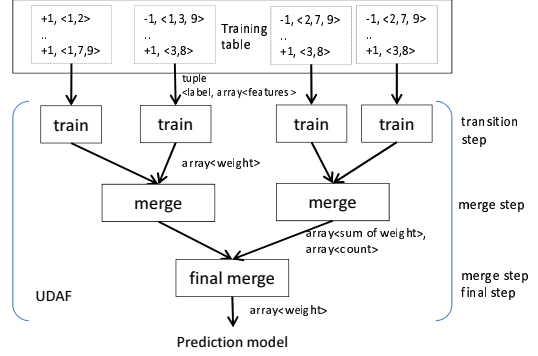 +1, <1,2>
..
+1, <1,7,9>
-1, <1,3, 9>
..
+1, <3,8>
Training
table
-1, <2,7, 9>
..
+1, <3,8>
-1, <2,7, 9>
..
+1, <3,8>
tuple
<label, array<features >
train
train
train
train
transition
step
array<weight>
merge
merge
merge step
array<sum of weight>,
array<count>
final merge
merge step
final step
UDAF
array<weight>
Prediction model